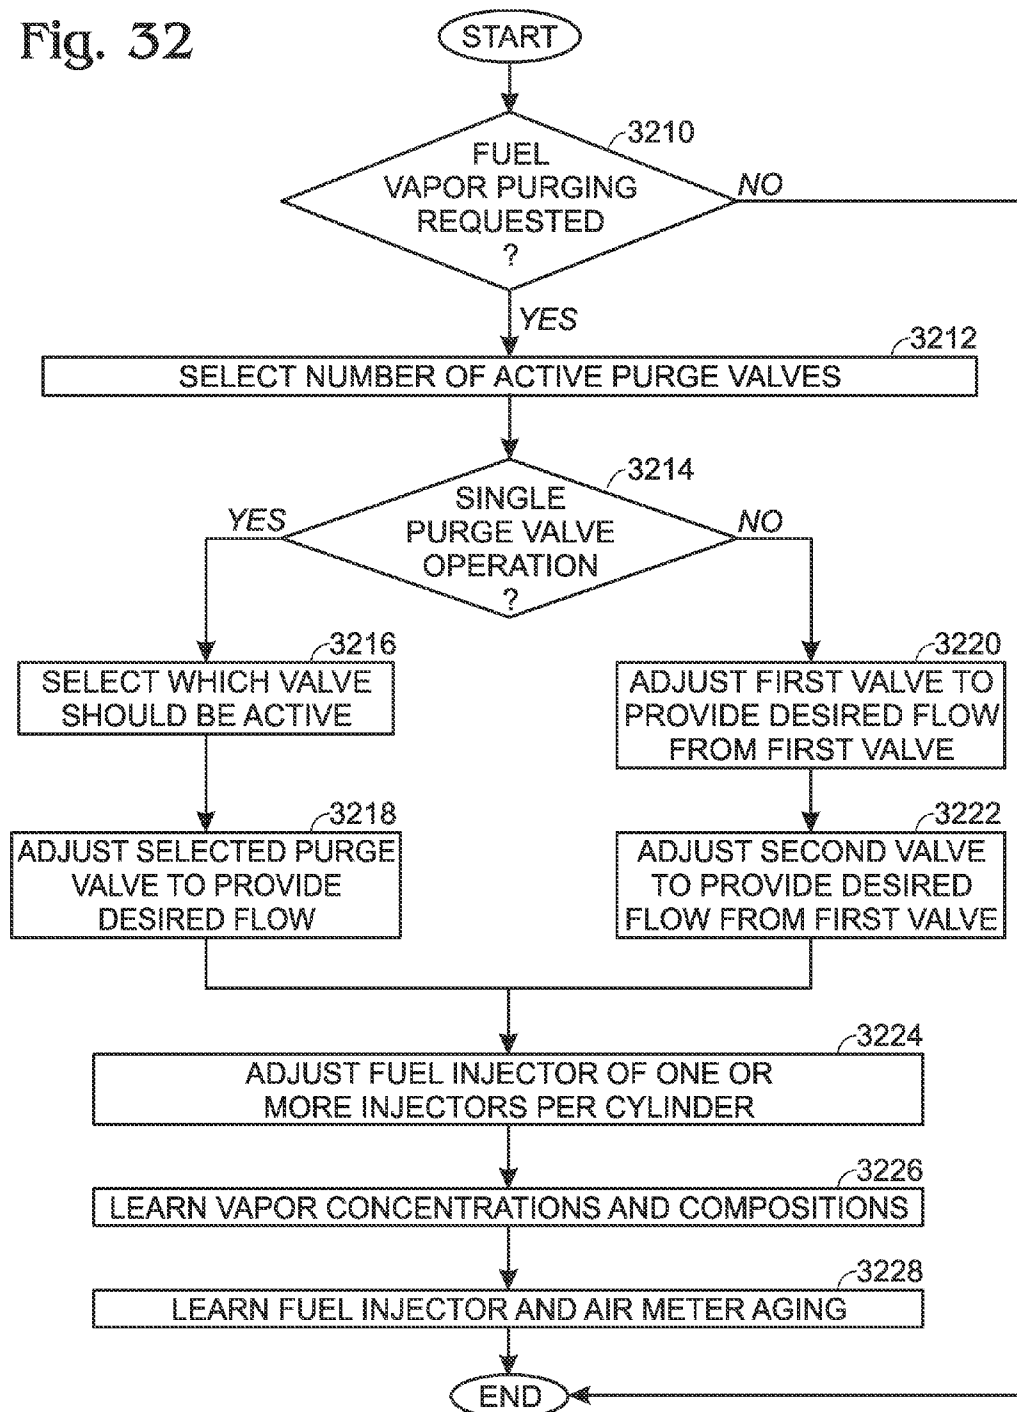 Fig. 32
START
3210
FUEL
VAPOR PURGING
REQUESTED
?
NO
YES
3212
SELECT NUMBER OF ACTIVE PURGE VALVES
3214
SINGLE
PURGE VALVE
OPERATION
?
YES
NO
3216
SELECT WHICH VALVE
SHOULD BE ACTIVE
3220
ADJUST FIRST VALVE TO
PROVIDE DESIRED FLOW
FROM FIRST VALVE
3218
ADJUST SELECTED PURGE
VALVE TO PROVIDE
DESIRED FLOW
3222
ADJUST SECOND VALVE
TO PROVIDE DESIRED
FLOW FROM FIRST VALVE
3224
ADJUST FUEL INJECTOR OF ONE OR
MORE INJECTORS PER CYLINDER
3226
LEARN VAPOR CONCENTRATIONS AND COMPOSITIONS
3228
LEARN FUEL INJECTOR AND AIR METER AGING
END